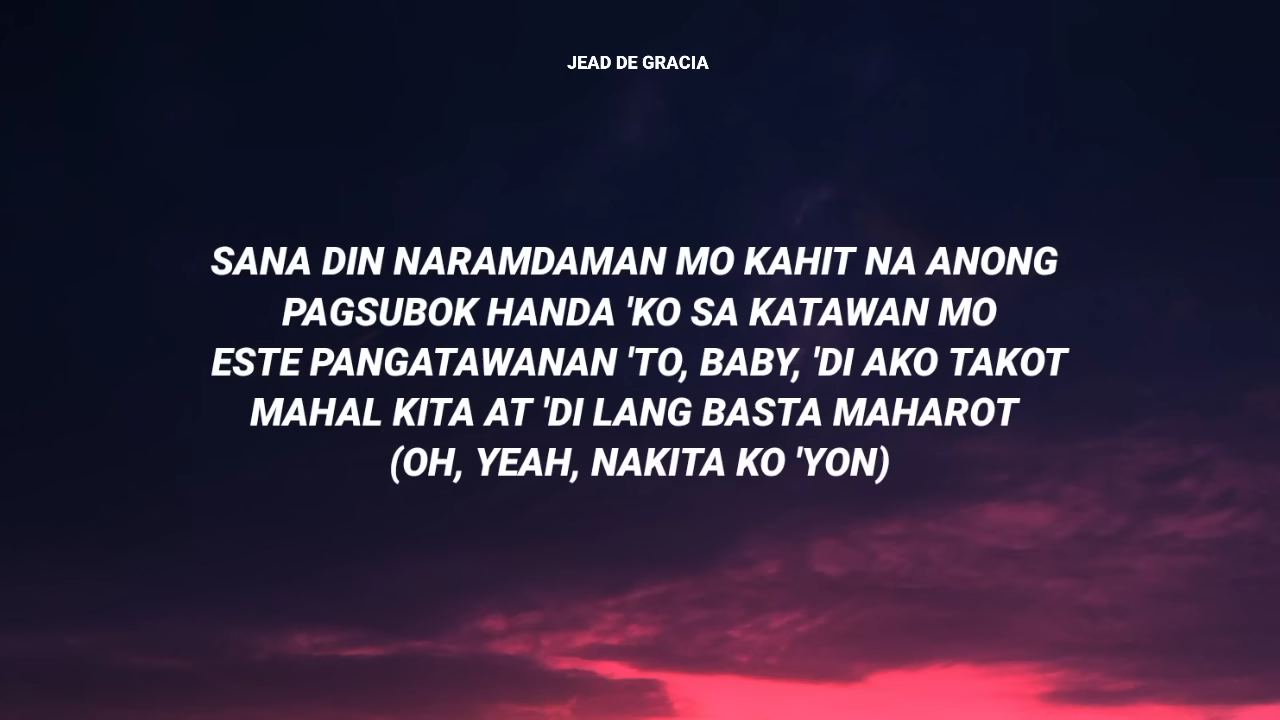 JEAD DE GRACIA
SANA DIN NARAMDAMAN MO KAHIT NA ANONG
PAGSUBOK HANDA 'KO SA KATAWAN MO
ESTE PANGATAWANAN 'TO, BABY, 'DI AKO TAKOT
MAHAL KITA AT 'DI LANG BASTA MAHAROT
(OH, YEAH, NAKITA KO 'YON)